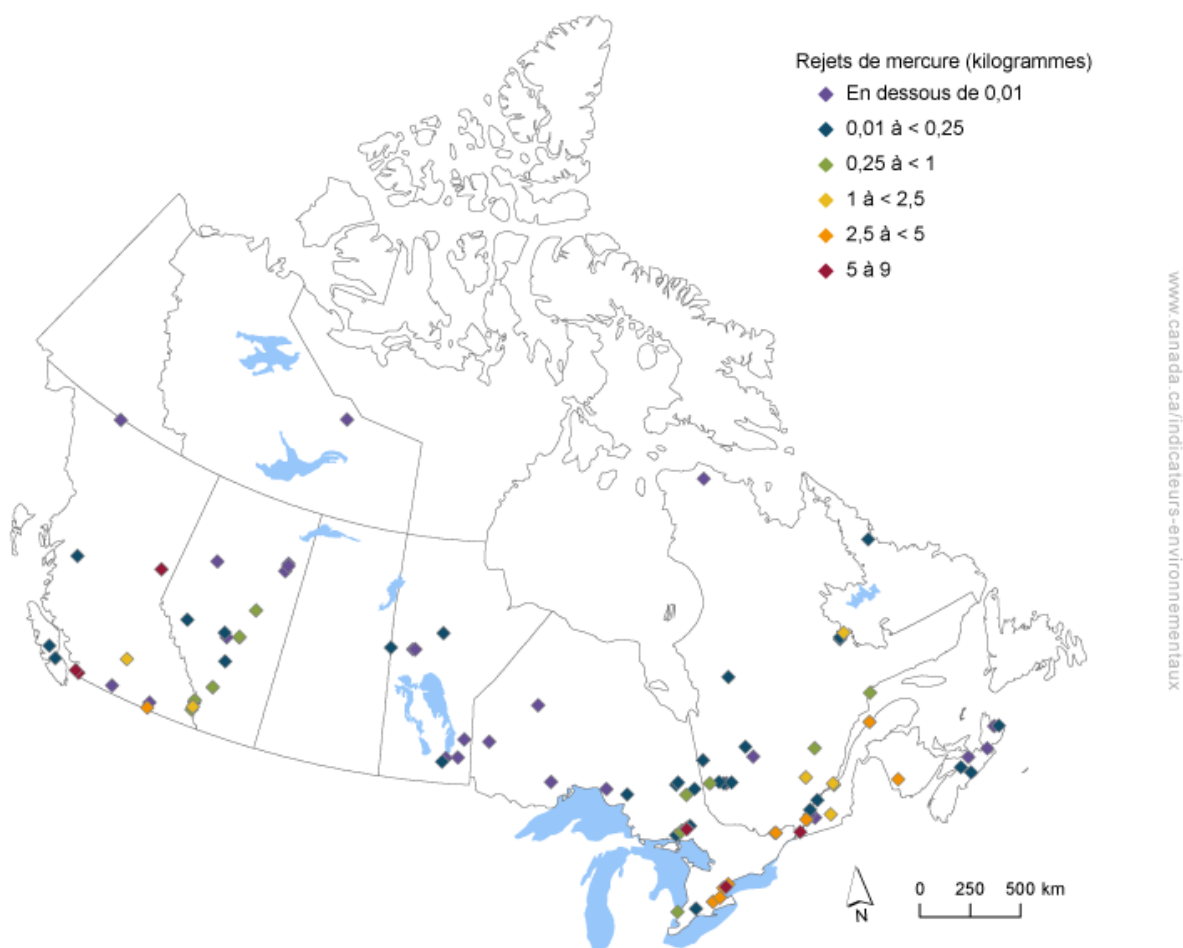 Rejets de mercure (kilogrammes)
En dessous de 0,01
0,01 à < 0,25
0,25 à < 1
1 à < 2,5
2,5 à < 5
5 à 9
www.canada.ca/indicateurs-environnementaux
N
0 250 500 km